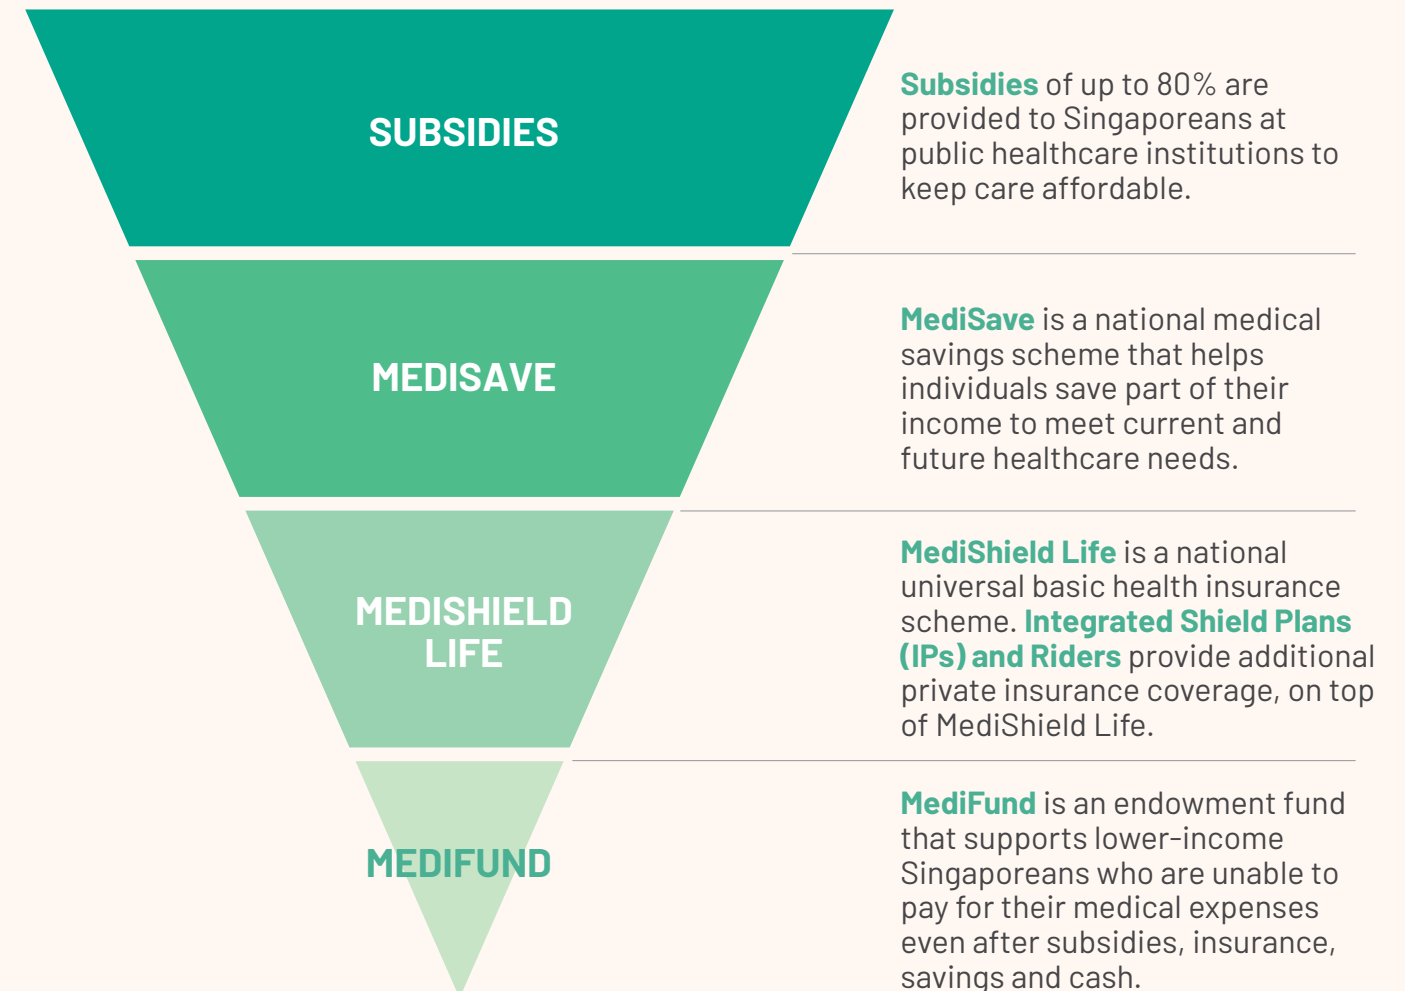 SUBSIDIES
Subsidies of up to 80% are
provided to Singaporeans at
public healthcare institutions to
keep care affordable.
MEDISAVE
MediSave is a national medical
savings scheme that helps
individuals save part of their
income to meet current and
future healthcare needs.
MEDISHIELD
LIFE
MediShield Life is a national
universal basic health insurance
scheme. Integrated Shield Plans
(IPs) and Riders provide additional
private insurance coverage, on top
of MediShield Life.
MEDIFUND
MediFund is an endowment fund
that supports lower-income
Singaporeans who are unable to
pay for their medical expenses
even after subsidies, insurance,
savings and cash.